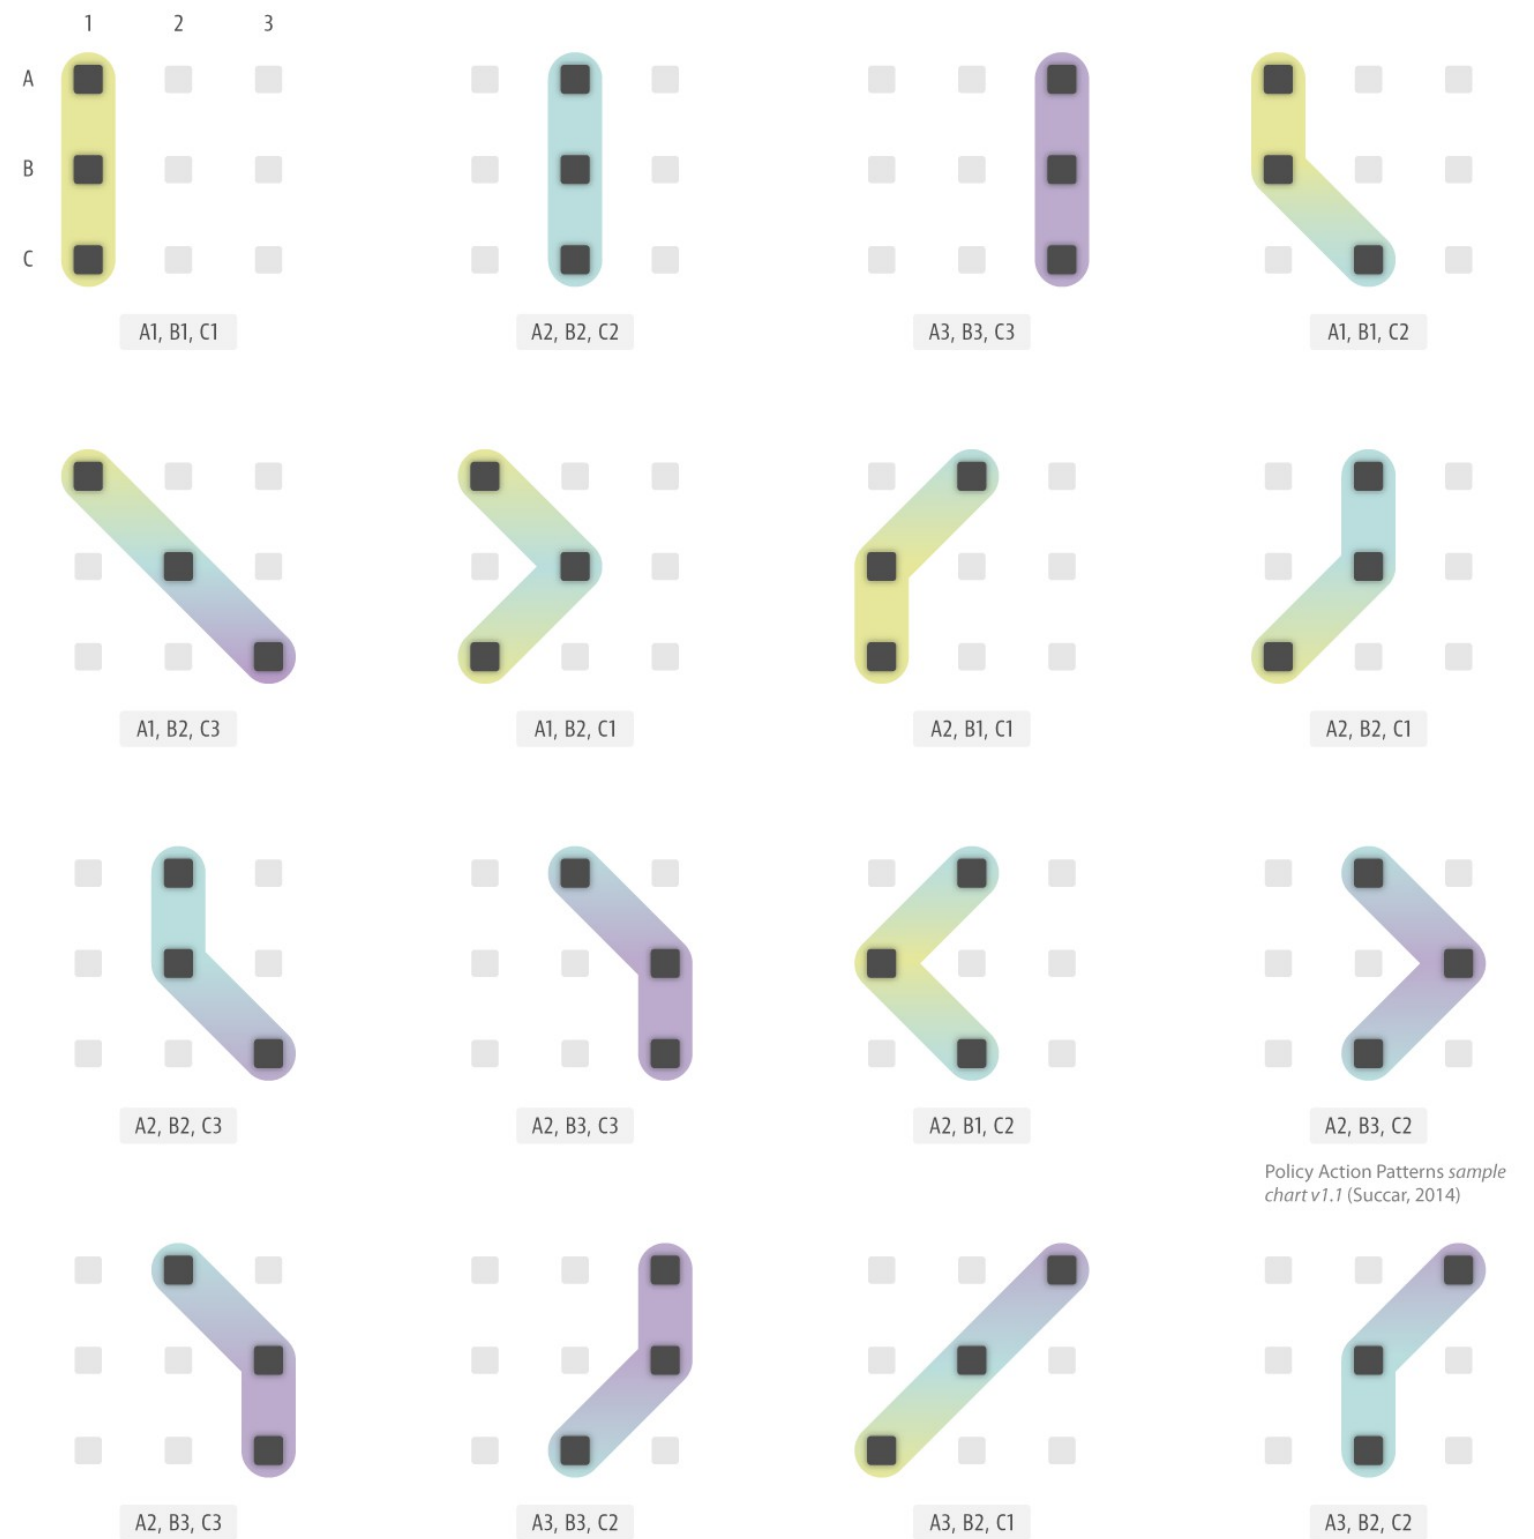 1 2 3
A
B
C
A1, B1, C1
A2, B2, C2
A3, B3, C3
A1, B1, C2
A1, B2, C3
A1, B2, C1
A2, B1, C1
A2, B2, C1
A2, B2, C3
A2, B3, C3
A2, B1, C2
A2, B3, C2
Policy Action Patterns sample
chart v1.1 (Succar, 2014)
A2, B3, C3
A3, B3, C2
A3, B2, C1
A3, B2, C2